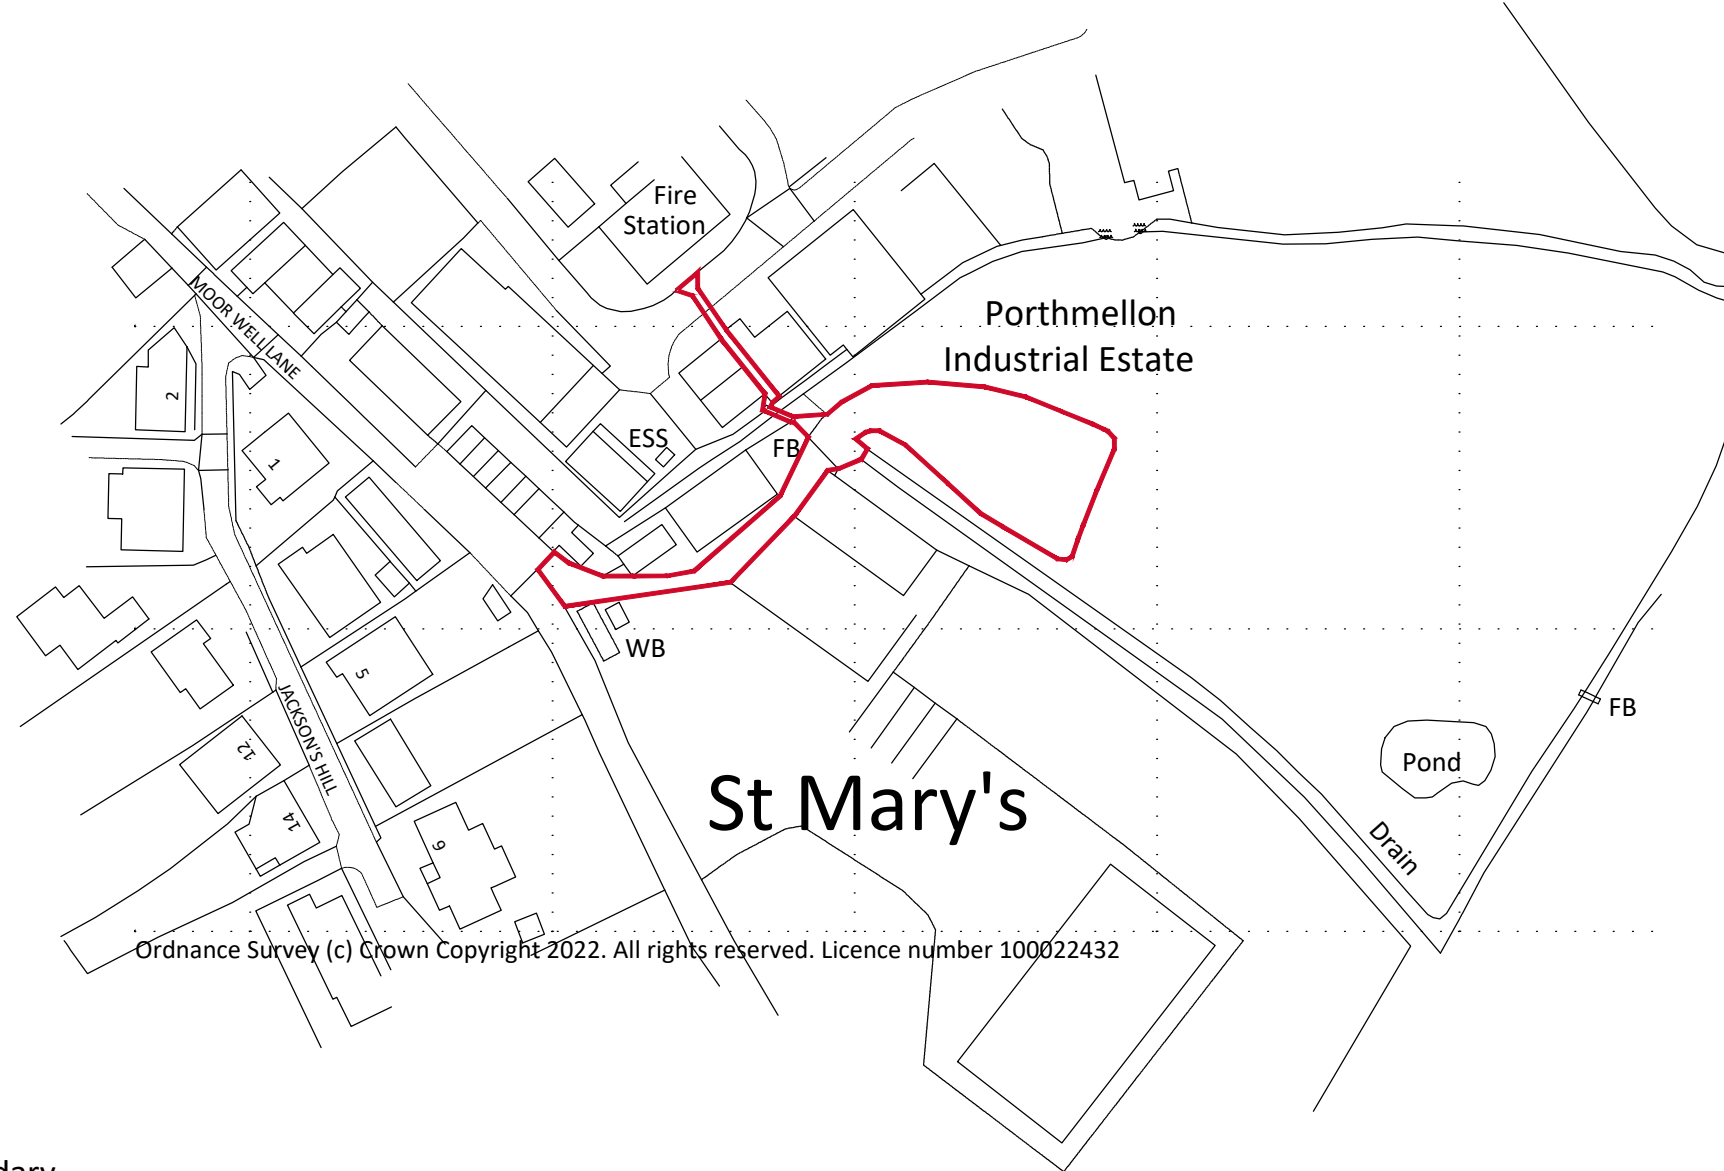 Fire
Station
MOOR WELL LANE
Porthmellon
Industrial Estate
2
1
ESS
FB
WB
5
JACKSON'S HILL
FB
12
Pond
St Mary's
14
9
Drain
Ordnance Survey (c) Crown Copyright 2022. All rights reserved. Licence number 100022432